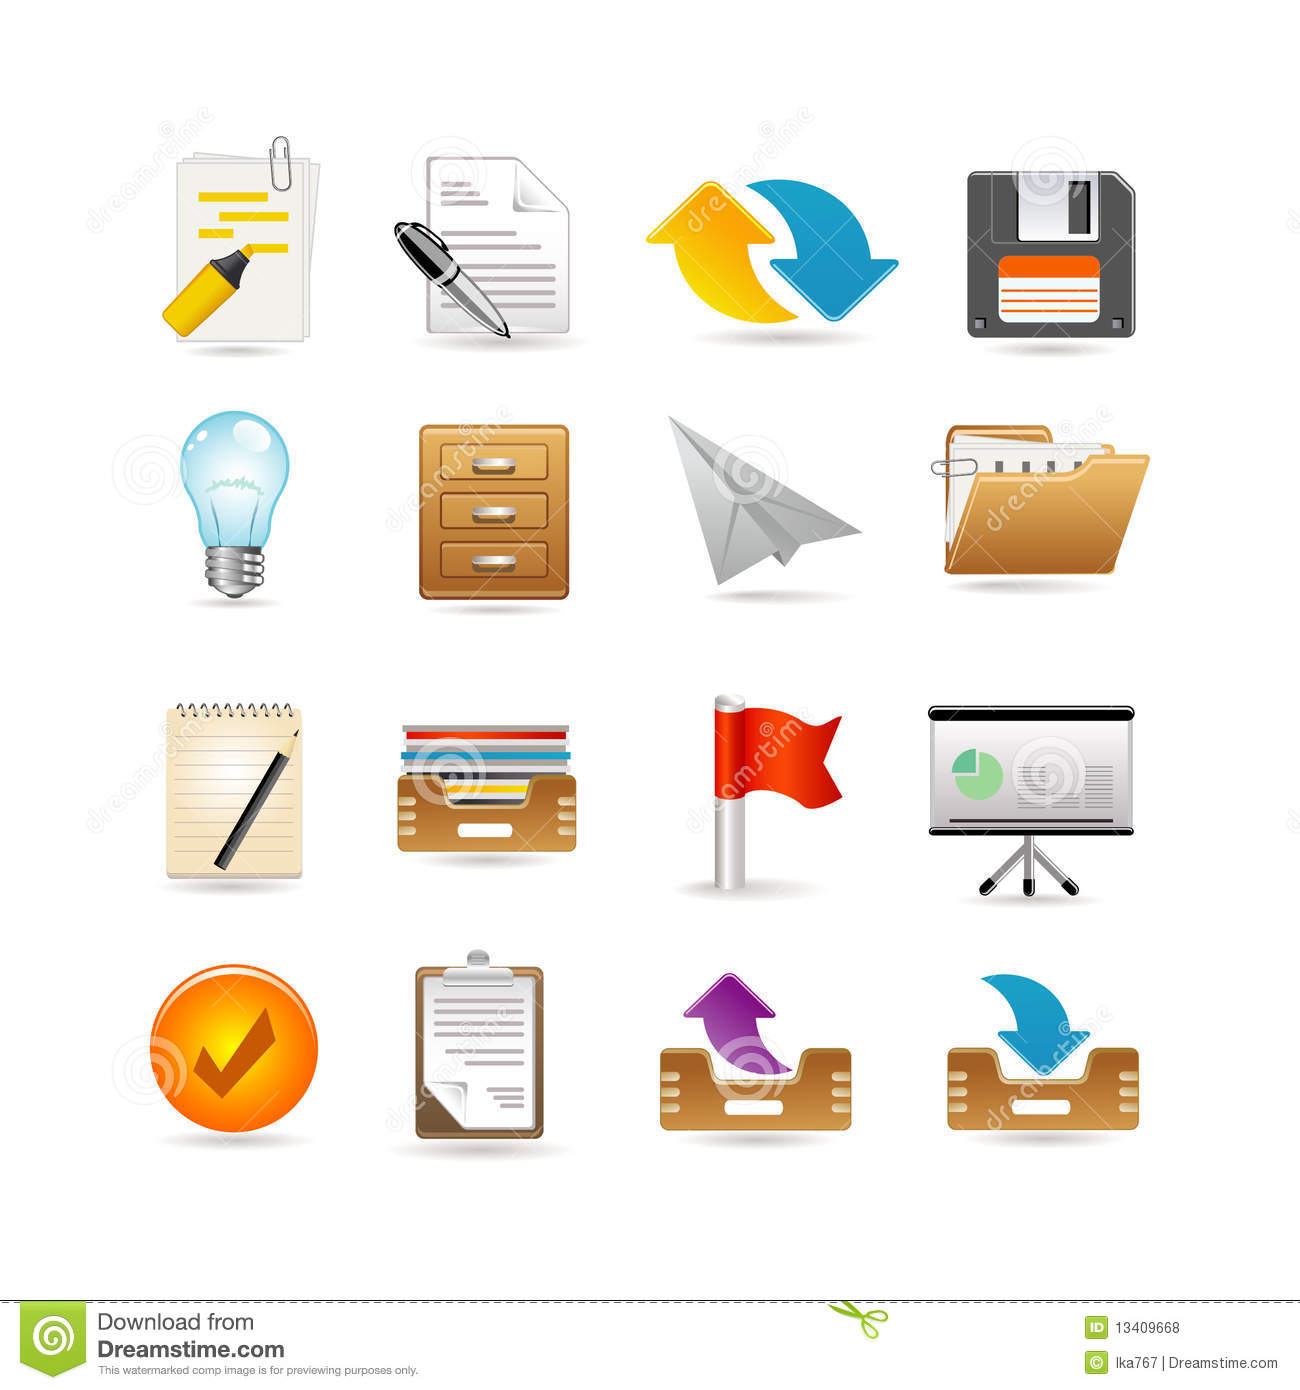 Download from
Dreamstime.com
This watermarked comp image is for previewing purposes only.
ID 13409668
© Ika767 | Dreamstime.com